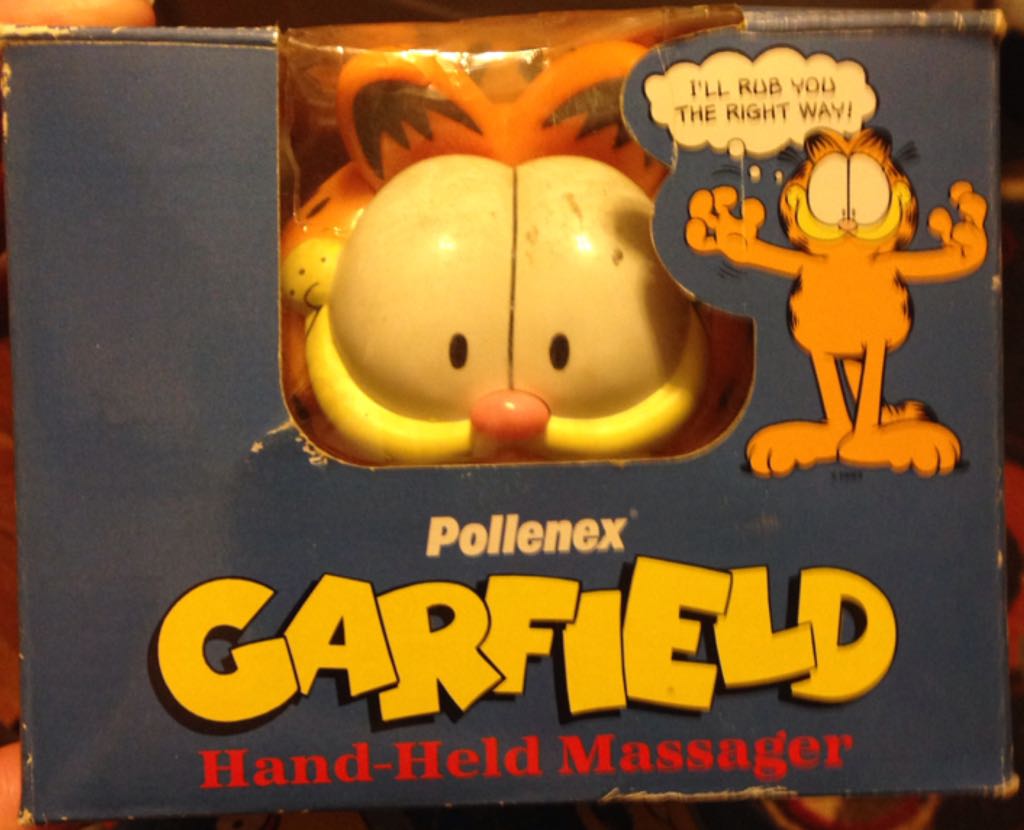 I'LL RUB YOU
THE RIGHT WAY!
Pollenex
GARFIELD
Hand-Held Massager